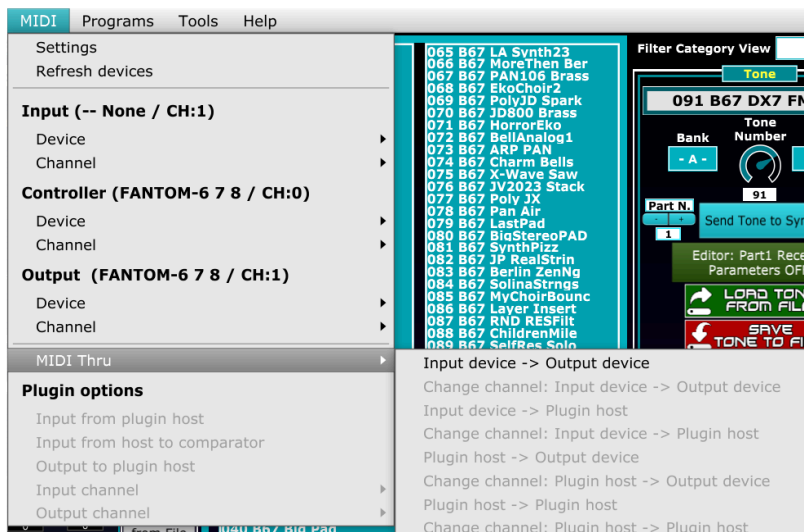 MIDI Programs Tools Help
Settings
Refresh devices
Input (-- None / CH:1)
Device
Channel
Controller (FANTOM-6 7 8 / CH:0)
Device
Channel
Output (FANTOM-6 7 8 / CH:1)
Device
Channel
MIDI Thru
Plugin options
Input from plugin host
Input from host to comparator
Output to plugin host
Input channel
Output channel
Input device -> Output device
Change channel: Input device -> Output device
Input device -> Plugin host
Change channel: Input device -> Plugin host
Plugin host -> Output device
Change channel: Plugin host -> Output device
Plugin host -> Plugin host
Change channel: Plugin host -> Plugin host
065 B67 LA Synth23
066 B67 MoreThen Ber
067 B67 PAN106 Brass
068 B67 EkoChoir2
069 B67 PolyJD Spark
070 B67 JD800 Brass
071 B67 HorrorEko
072 B67 BellAnalog1
073 B67 ARP PAN
074 B67 Charm Bells
075 B67 X-Wave Saw
076 B67 JV2023 Stack
077 B67 Poly JX
078 B67 Pan Air
079 B67 LastPad
080 B67 BigStereoPAD
081 B67 SynthPizz
082 B67 JP RealStrin
083 B67 Berlin ZenNg
084 B67 SolinaStrngs
085 B67 MyChoirBounc
086 B67 Layer Insert
087 B67 RND RESFilt
088 B67 ChildrenMile
089 B67 SelfRes Solo
Filter Category View
Tone
091 B67 DX7 FM
Bank
Tone
Number
- A -
91
Part N.
- +
1
Send Tone to Syn
Editor: Part1 Rece
Parameters OF
LOAD TON
FROM FIL
SAVE
TONE TO FI
from File
040 B67 Big Pad